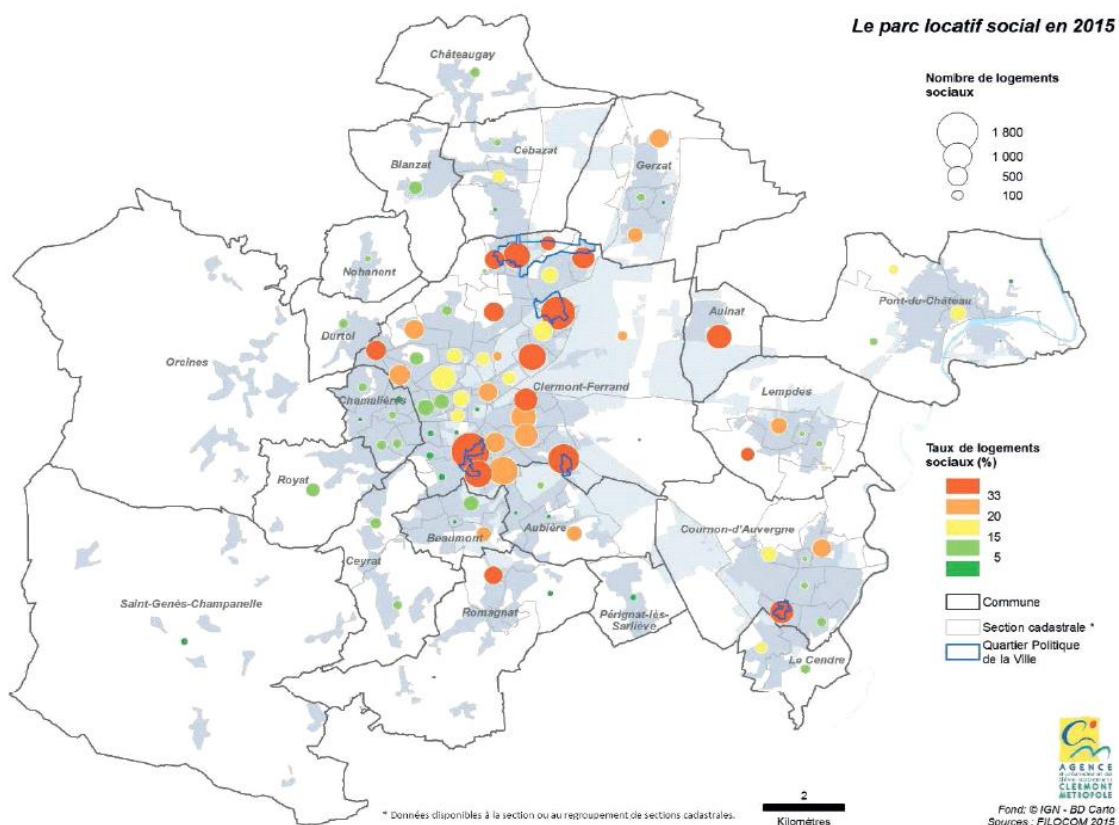 Le parc locatif social en 2015
Nombre de logements
sociaux
1 800
1 000
500
100
Châteaugay
Cébazat
Blanzat
Gerzat
Nohanent
Durtol
Orcines
Aulnat
Pont-du-Château
Clermont-Ferrand
Chamalières
Lempdes
Royat
Beaumont
Aubière
Cournon-d'Auvergne
Ceyrat
Saint-Genès-Champanelle
Romagnat
Pérignat-lès-
Sarliève
Le Cendre
Taux de logements
sociaux (%)
33
20
15
5
Commune
Section cadastrale *
Quartier Politique
de la Ville
* Données disponibles à la section ou au regroupement de sections cadastrales.
2
Kilomètres
AGENCE
CLERMONT
METROPOLE
Fond: © IGN - BD Carto
Sources : FILOCOM 2015